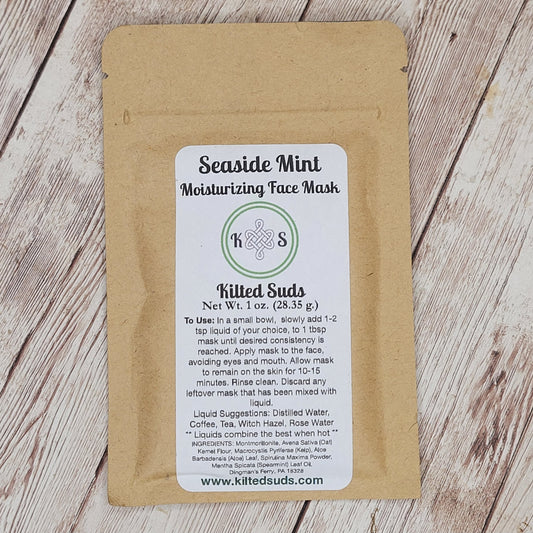 Seaside Mint
Moisturizing Face Mask
K S
Kilted Suds
Net Wt. 1 oz. (28.35 g.)
To Use: In a small bowl, slowly add 1-2
tsp liquid of your choice, to 1 tbsp
mask until desired consistency is
reached. Apply mask to the face,
avoiding eyes and mouth. Allow mask
to remain on the skin for 10-15
minutes. Rinse clean. Discard any
leftover mask that has been mixed with
liquid.
Liquid Suggestions: Distilled Water,
Coffee, Tea, Witch Hazel, Rose Water
** Liquids combine the best when hot **
INGREDIENTS: Montmorillonite, Avena Sativa (Oat)
Kernel Flour, Macrocystis Pyriferae (Kelp), Aloe
Barbadensis (Aloe) Leaf, Spirulina Maxima Powder,
Mentha Spicata (Spearmint) Leaf Oil,
Dingman's Ferry, PA 18328
www.kiltedsuds.com